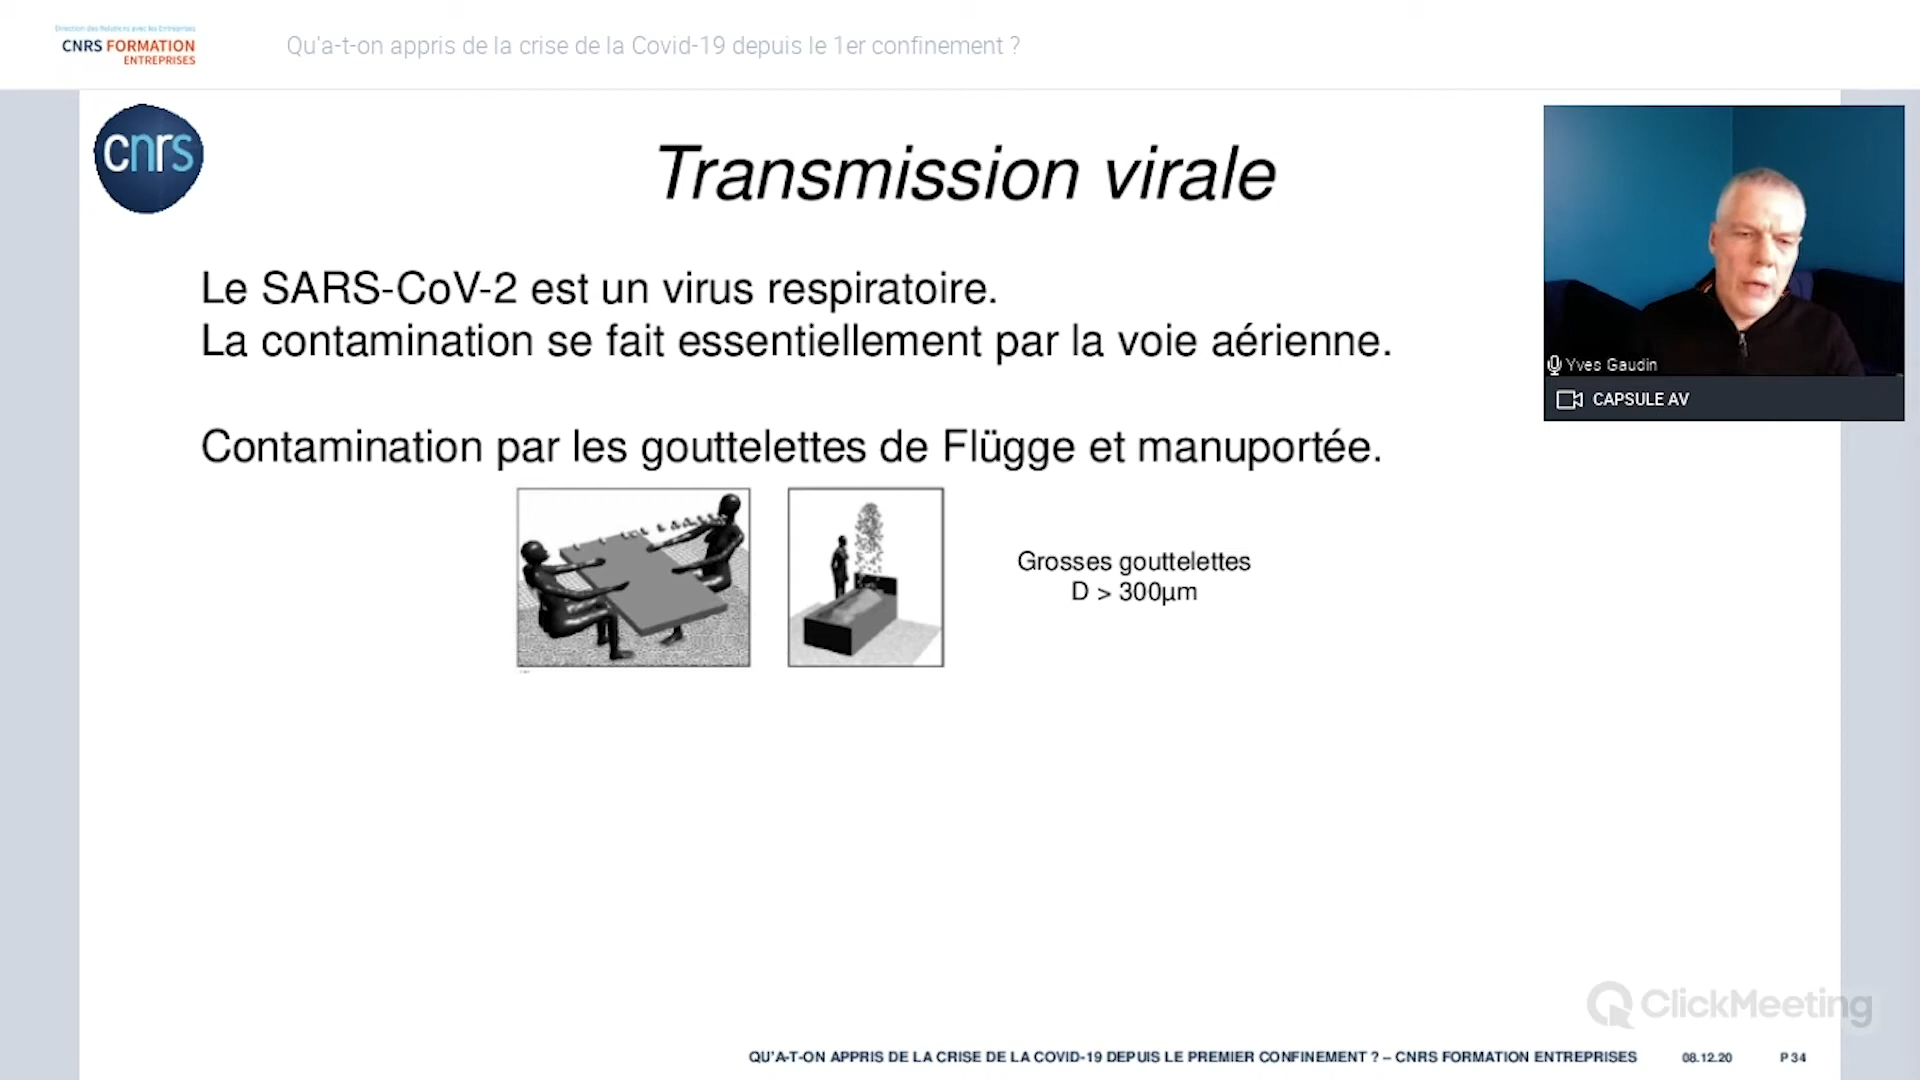 Direction des Relations avec les Entreprises
CNRS FORMATION
ENTREPRISES
Qu'a-t-on appris de la crise de la Covid-19 depuis le 1er confinement ?
cnrs
Transmission virale
Le SARS-CoV-2 est un virus respiratoire.
La contamination se fait essentiellement par la voie aérienne.
Contamination par les gouttelettes de Flügge et manuportée.
Grosses gouttelettes
D > 300µm
Yves Gaudin
CAPSULE AV
ClickMeeting
QU'A-T-ON APPRIS DE LA CRISE DE LA COVID-19 DEPUIS LE PREMIER CONFINEMENT ? – CNRS FORMATION ENTREPRISES 08.12.20 P 34